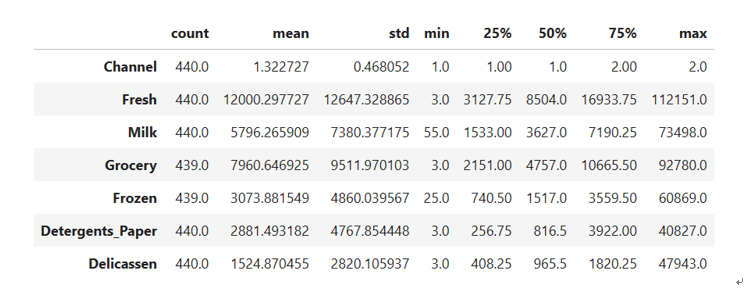 count mean std min 25% 50% 75% max
Channel 440.0 1.322727 0.468052 1.0 1.00 1.0 2.00 2.0
Fresh 440.0 12000.297727 12647.328865 3.0 3127.75 8504.0 16933.75 112151.0
Milk 440.0 5796.265909 7380.377175 55.0 1533.00 3627.0 7190.25 73498.0
Grocery 439.0 7960.646925 9511.970103 3.0 2151.00 4757.0 10665.50 92780.0
Frozen 439.0 3073.881549 4860.039567 25.0 740.50 1517.0 3559.50 60869.0
Detergents_Paper 440.0 2881.493182 4767.854448 3.0 256.75 816.5 3922.00 40827.0
Delicassen 440.0 1524.870455 2820.105937 3.0 408.25 965.5 1820.25 47943.0